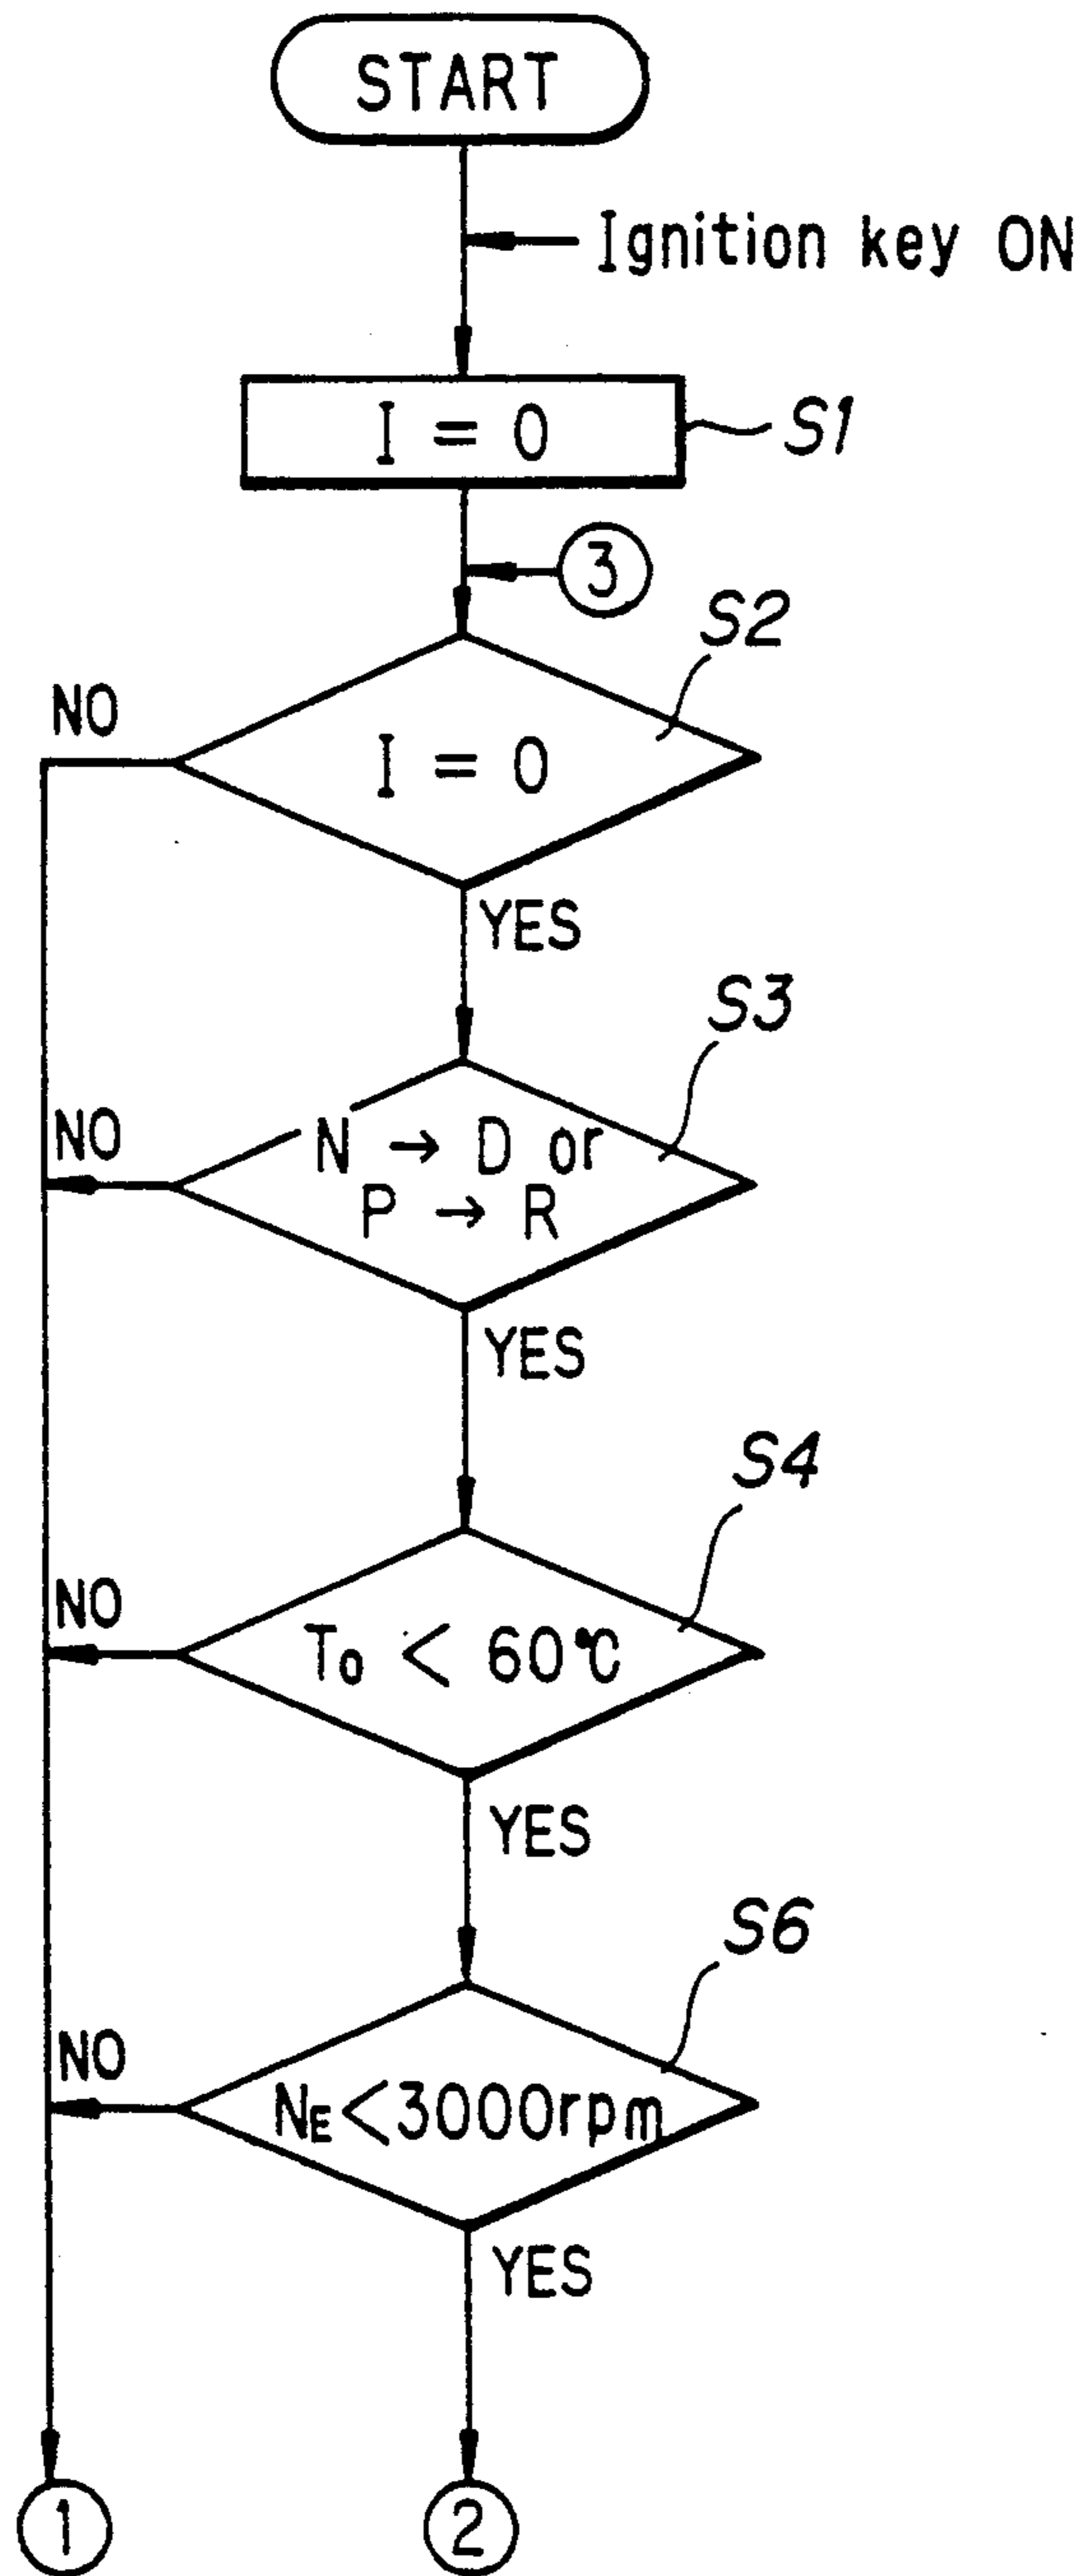 START
Ignition key ON
I = 0
S1
3
S2
NO
I = 0
YES
S3
NO
N → D or
P → R
YES
S4
NO
To < 60℃
YES
S6
NO
NE<3000rpm
YES
1
2